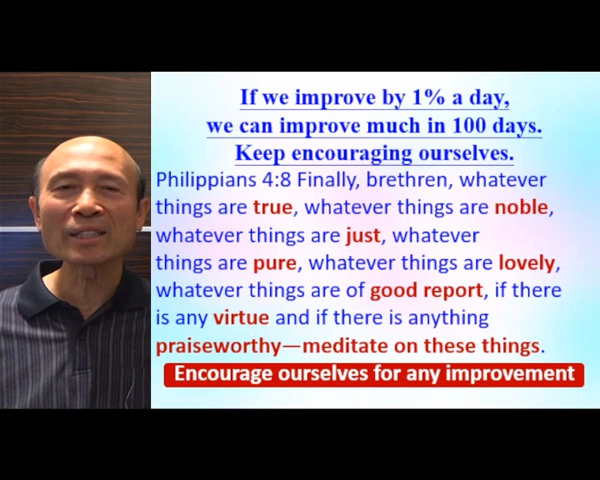 If we improve by 1% a day,
we can improve much in 100 days.
Keep encouraging ourselves.
Philippians 4:8 Finally, brethren, whatever
things are true, whatever things are noble,
whatever things are just, whatever
things are pure, whatever things are lovely,
whatever things are of good report, if there
is any virtue and if there is anything
praiseworthy—meditate on these things.
Encourage ourselves for any improvement